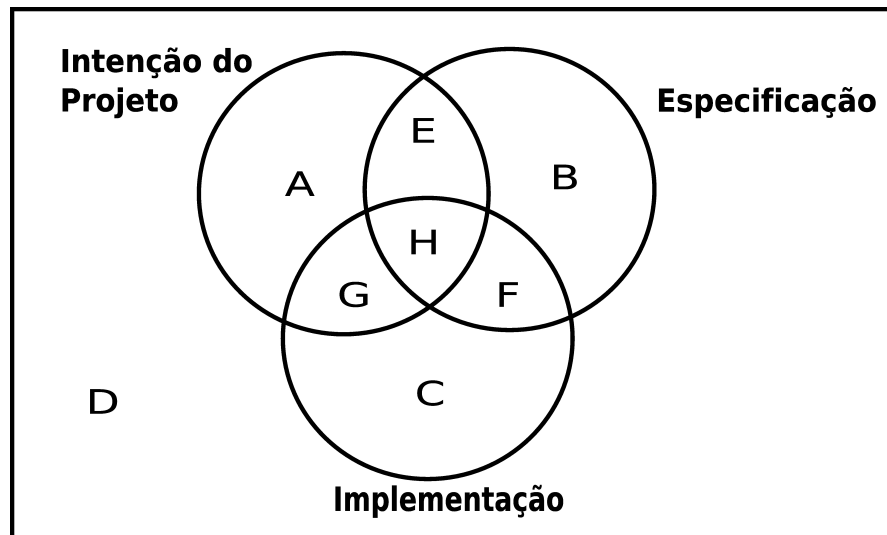 Intenção do
Projeto
Especificação
E
A
B
H
G
F
C
D
Implementação